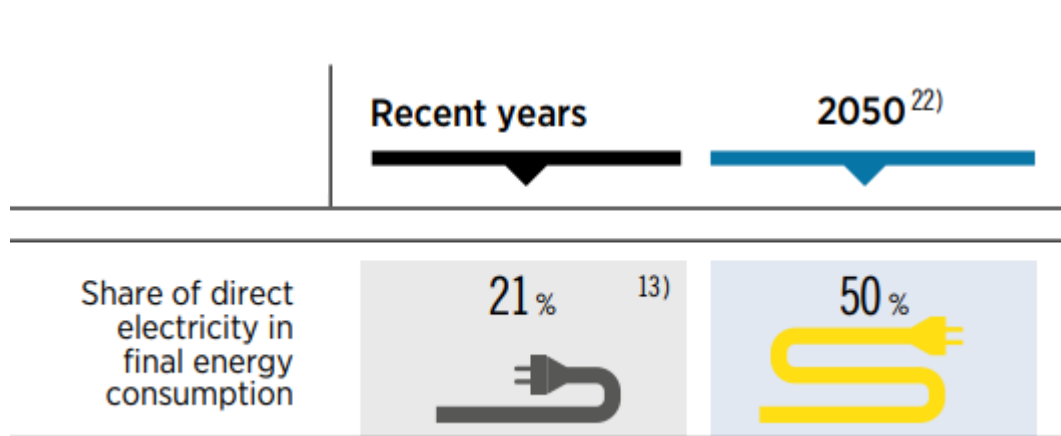 Recent years
2050 22)
Share of direct
electricity in
final energy
consumption
21 % 13)
50 %